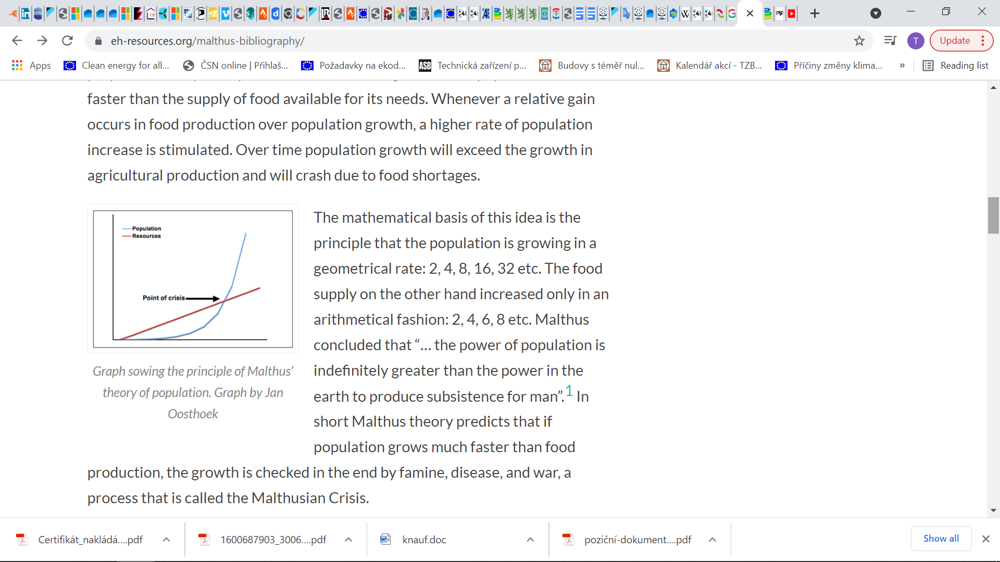 eh-resources.org/malthus-bibliography/
T
Update
Apps
Clean energy for all...
ČSN online | Přihláš...
Požadavky na ekod...
ASB
Technická zařízení p...
Budovy s téměř nul...
Kalendář akcí - TZB...
Příčiny změny klima...
»
Reading list
faster than the supply of food available for its needs. Whenever a relative gain
occurs in food production over population growth, a higher rate of population
increase is stimulated. Over time population growth will exceed the growth in
agricultural production and will crash due to food shortages.
Population
Resources
Point of crisis
Graph sowing the principle of Malthus’
theory of population. Graph by Jan
Oosthoek
The mathematical basis of this idea is the
principle that the population is growing in a
geometrical rate: 2, 4, 8, 16, 32 etc. The food
supply on the other hand increased only in an
arithmetical fashion: 2, 4, 6, 8 etc. Malthus
concluded that “… the power of population is
indefinitely greater than the power in the
earth to produce subsistence for man”.1 In
short Malthus theory predicts that if
population grows much faster than food
production, the growth is checked in the end by famine, disease, and war, a
process that is called the Malthusian Crisis.
Certifikát_nakládá....pdf
1600687903_3006....pdf
knauf.doc
poziční-dokument....pdf
Show all